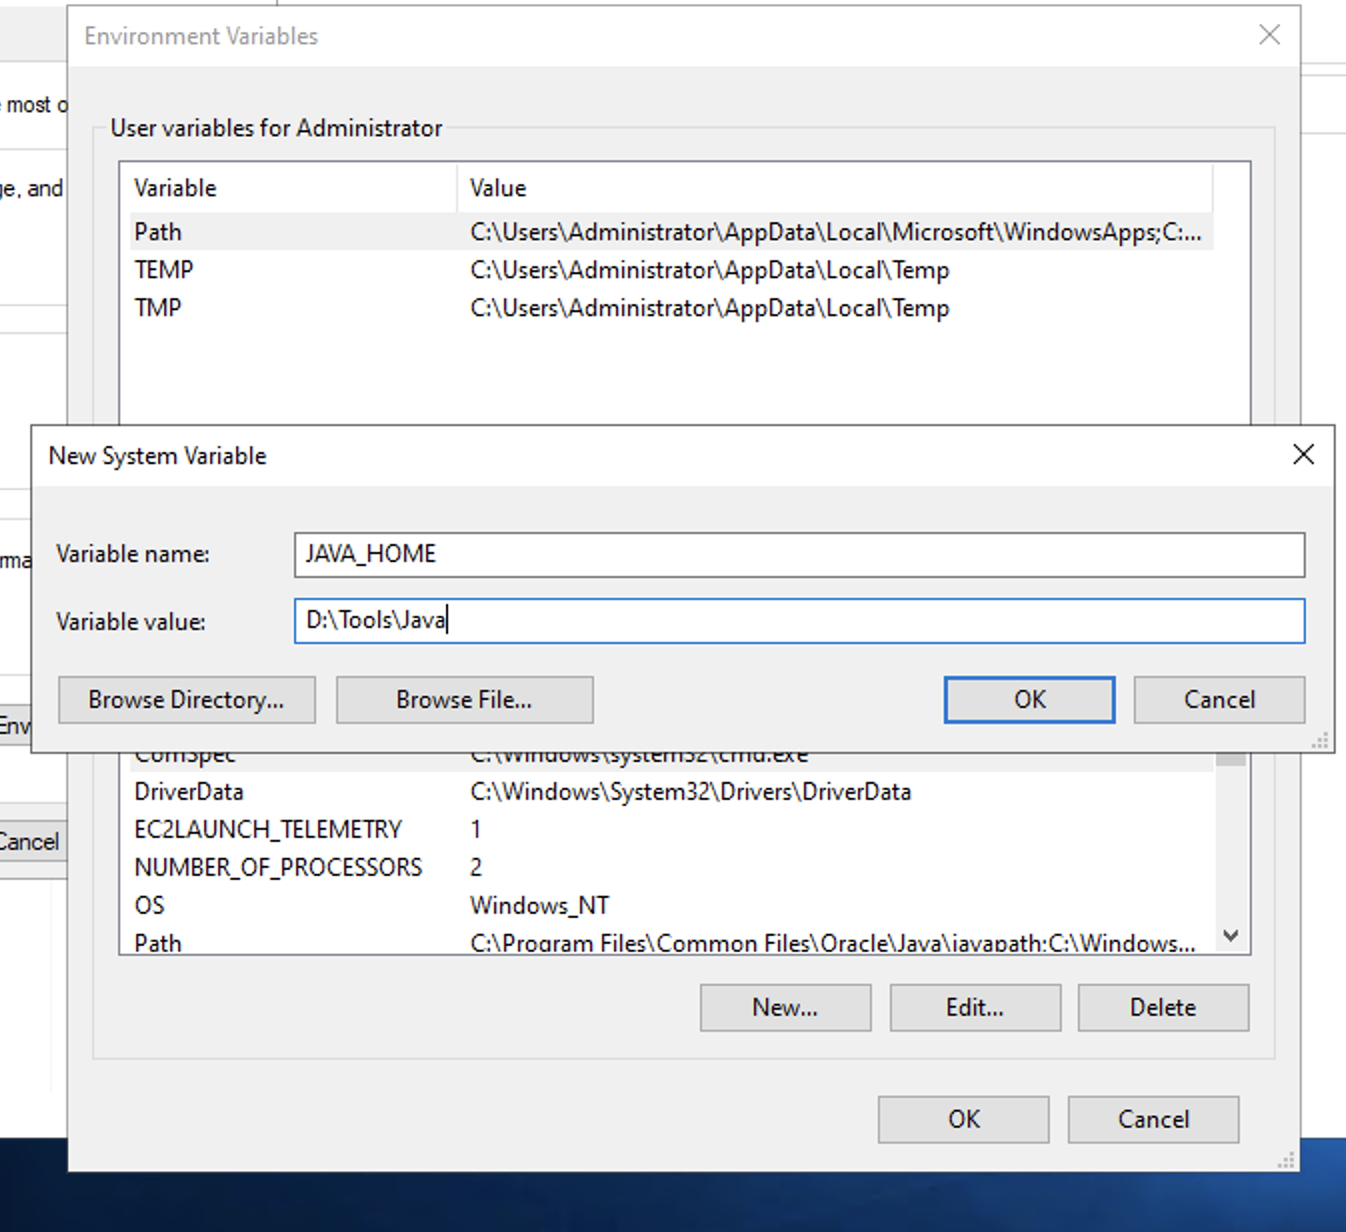 Environment Variables
most o
User variables for Administrator
Variable Value
ge, and
Path C:\Users\Administrator\AppData\Local\Microsoft\WindowsApps;C:...
TEMP C:\Users\Administrator\AppData\Local\Temp
TMP C:\Users\Administrator\AppData\Local\Temp
New System Variable
Variable name: JAVA_HOME
rma
Variable value: D:\Tools\Java
Browse Directory... Browse File... OK Cancel
Env
ComSpec C:\Windows\system32\cmd.exe
DriverData C:\Windows\System32\Drivers\DriverData
EC2LAUNCH_TELEMETRY 1
Cancel
NUMBER_OF_PROCESSORS 2
OS Windows_NT
Path C:\Program Files\Common Files\Oracle\Java\javapath;C:\Windows...
New... Edit... Delete
OK Cancel